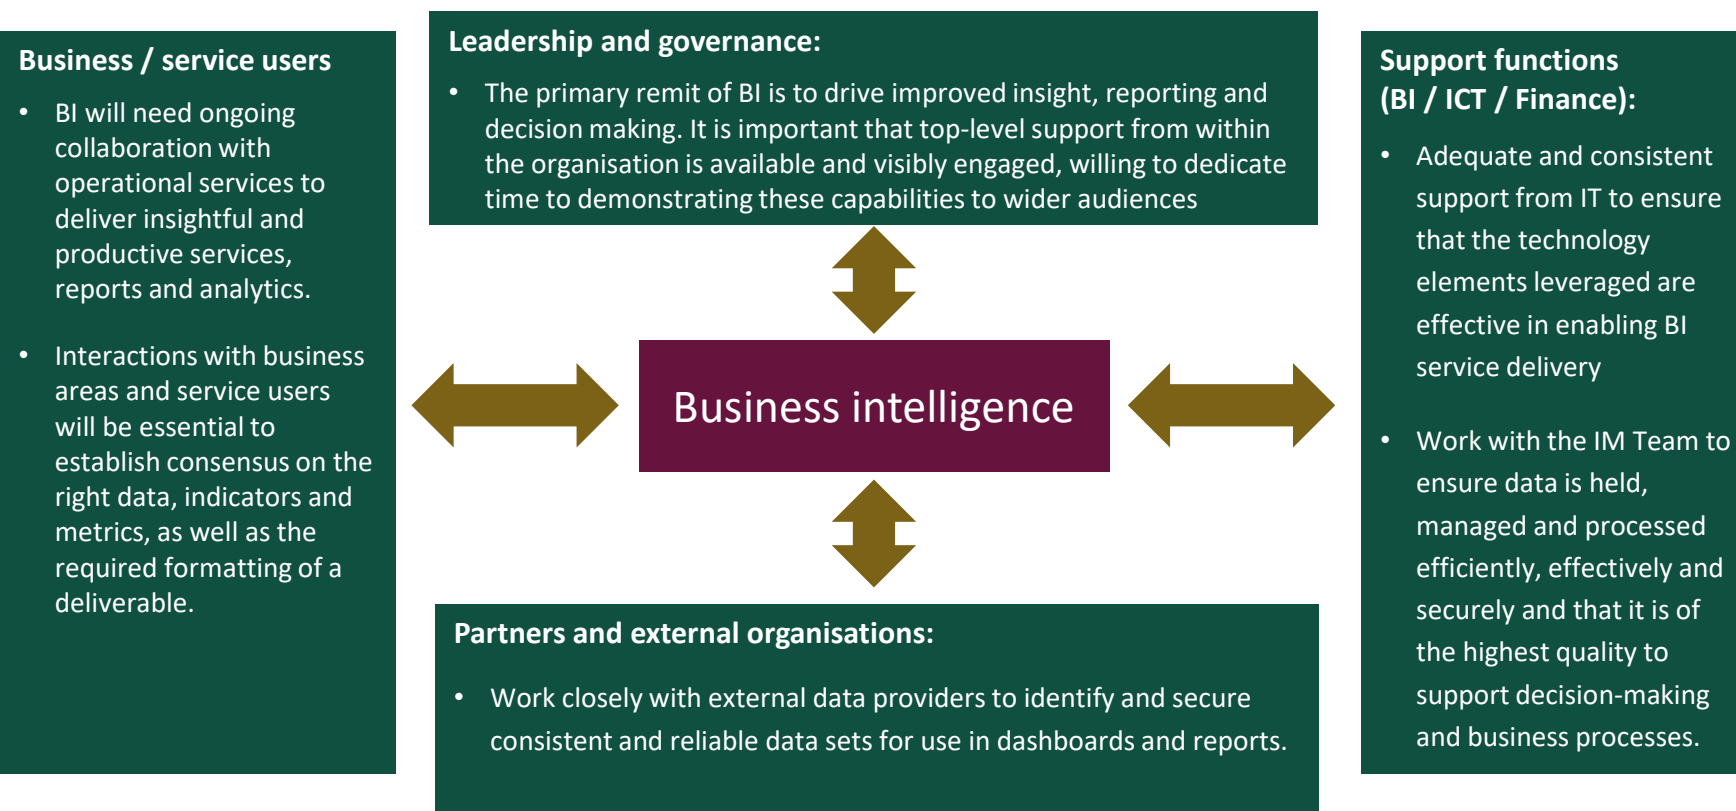 Business / service users
• BI will need ongoing
collaboration with
operational services to
deliver insightful and
productive services,
reports and analytics.
• Interactions with business
areas and service users
will be essential to
establish consensus on the
right data, indicators and
metrics, as well as the
required formatting of a
deliverable.
Leadership and governance:
• The primary remit of BI is to drive improved insight, reporting and
decision making. It is important that top-level support from within
the organisation is available and visibly engaged, willing to dedicate
time to demonstrating these capabilities to wider audiences
Business intelligence
Partners and external organisations:
• Work closely with external data providers to identify and secure
consistent and reliable data sets for use in dashboards and reports.
Support functions
(BI / ICT / Finance):
• Adequate and consistent
support from IT to ensure
that the technology
elements leveraged are
effective in enabling BI
service delivery
• Work with the IM Team to
ensure data is held,
managed and processed
efficiently, effectively and
securely and that it is of
the highest quality to
support decision-making
and business processes.